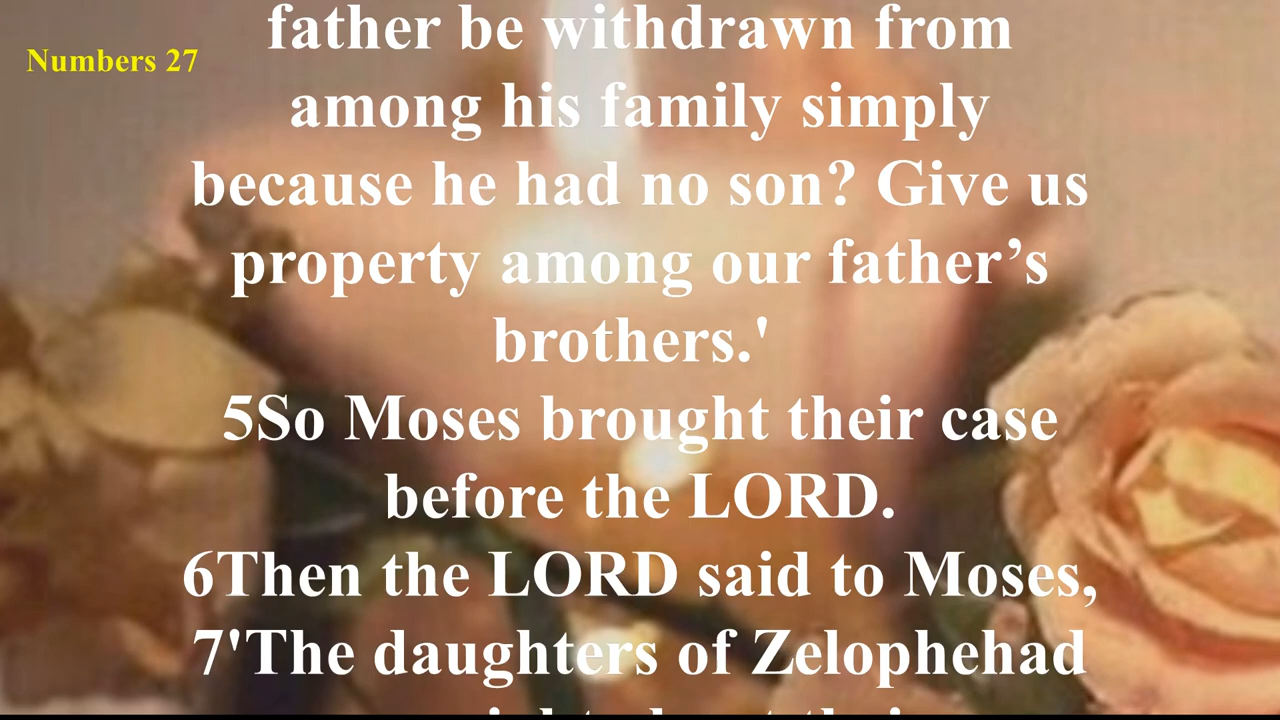 Numbers 27
father be withdrawn from
among his family simply
because he had no son? Give us
property among our father’s
brothers.'
5So Moses brought their case
before the LORD.
6Then the LORD said to Moses,
7'The daughters of Zelophehad